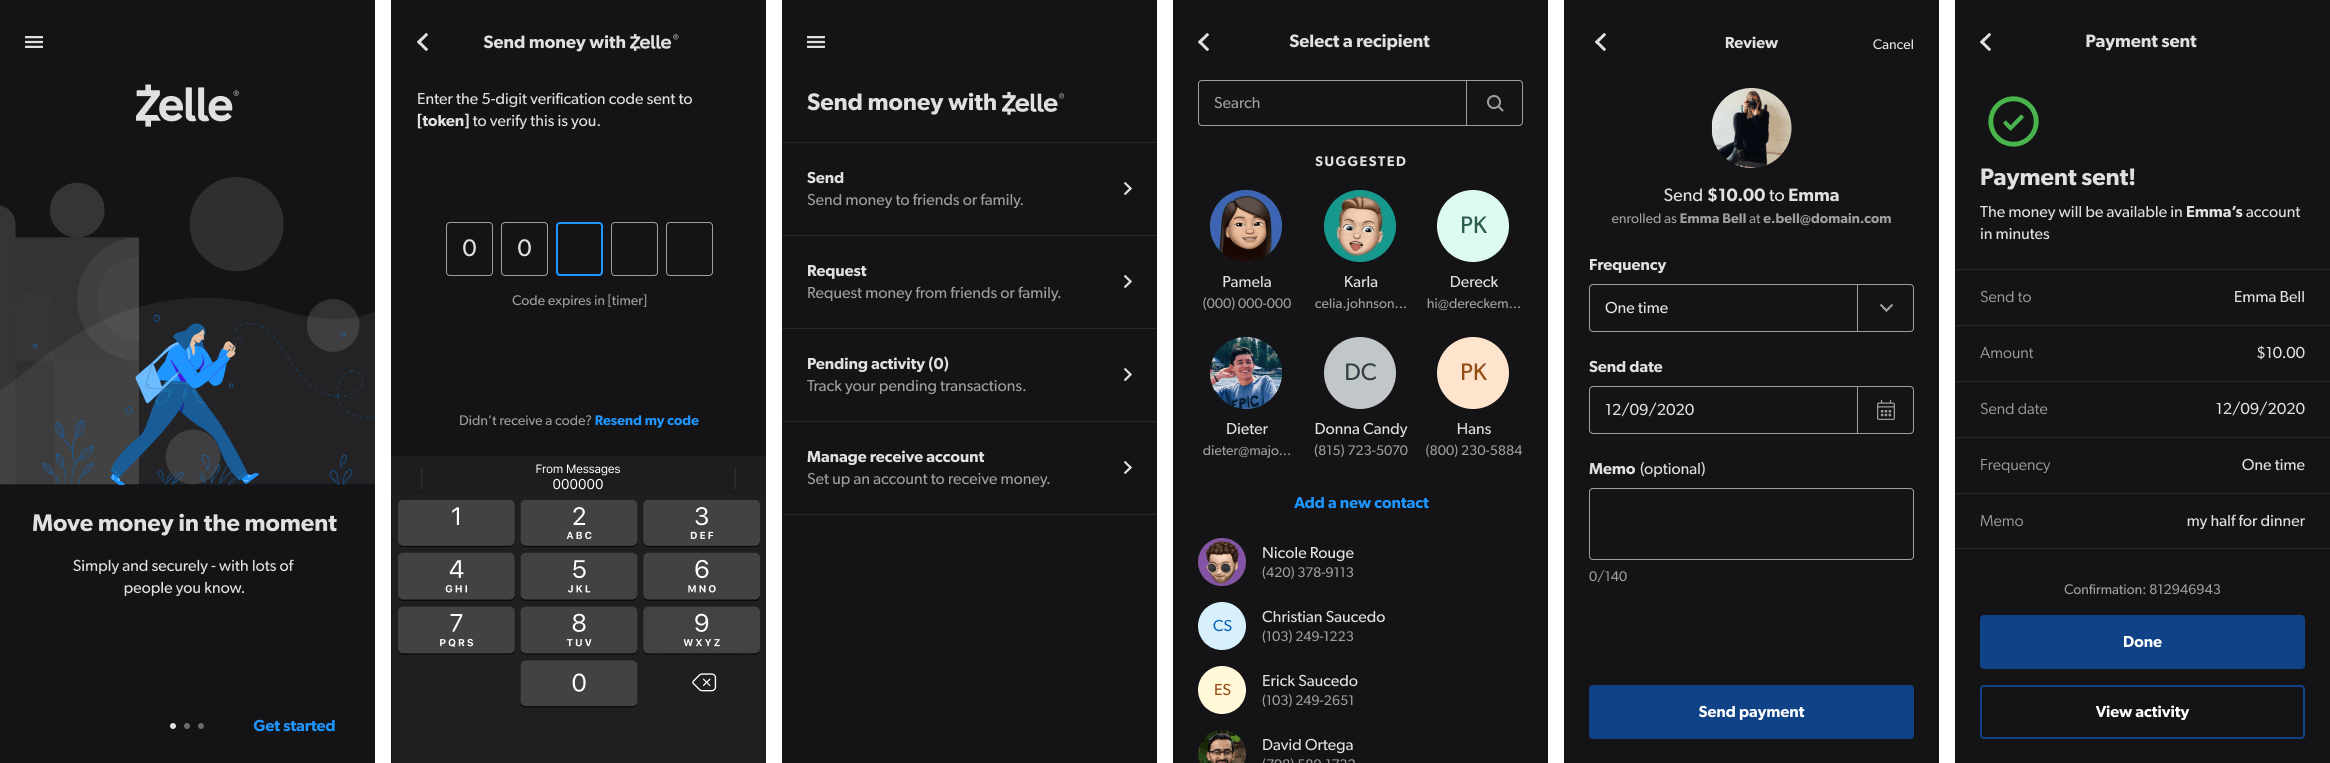 Zelle®
Move money in the moment
Simply and securely - with lots of
people you know.
Get started
Send money with Zelle®
Enter the 5-digit verification code sent to
[token] to verify this is you.
0 0
Code expires in [timer]
Didn't receive a code? Resend my code
From Messages
000000
1 2 3
ABC DEF
4 5 6
GHI JKL MNO
7 8 9
PQRS TUV WXYZ
0
Send money with Zelle®
Send
Send money to friends or family.
Request
Request money from friends or family.
Pending activity (0)
Track your pending transactions.
Manage receive account
Set up an account to receive money.
Select a recipient
Search
SUGGESTED
PK
Pamela Karla Dereck
(000) 000-000 celia.johnson... hi@dereckem...
EPIC DC PK
Dieter Donna Candy Hans
dieter@majo... (815) 723-5070 (800) 230-5884
Add a new contact
Nicole Rouge
(420) 378-9113
CS
Christian Saucedo
(103) 249-1223
ES
Erick Saucedo
(103) 249-2651
David Ortega
Review
Cancel
Send $10.00 to Emma
enrolled as Emma Bell at e.bell@domain.com
Frequency
One time
Send date
12/09/2020
Memo (optional)
0/140
Send payment
Payment sent
Payment sent!
The money will be available in Emma's account
in minutes
Send to Emma Bell
Amount $10.00
Send date 12/09/2020
Frequency One time
Memo my half for dinner
Confirmation: 812946943
Done
View activity